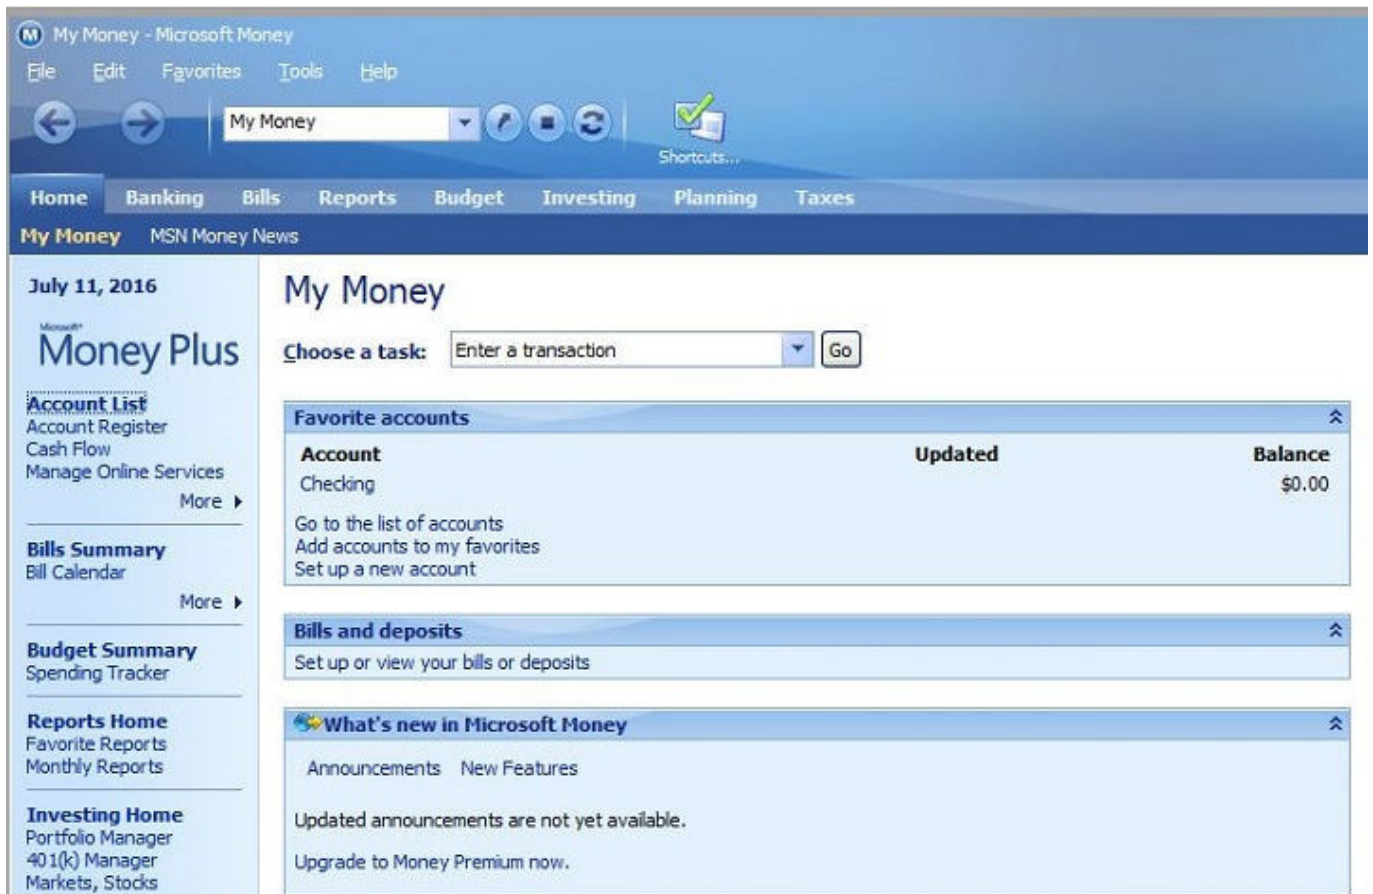 My Money - Microsoft Money
File Edit Favorites Tools Help
My Money
Shortcuts...
Home Banking Bills Reports Budget Investing Planning Taxes
My Money MSN Money News
July 11, 2016
Microsoft®
Money Plus
Account List
Account Register
Cash Flow
Manage Online Services
More
Bills Summary
Bill Calendar
More
Budget Summary
Spending Tracker
Reports Home
Favorite Reports
Monthly Reports
Investing Home
Portfolio Manager
401(k) Manager
Markets, Stocks
My Money
Choose a task: Enter a transaction Go
Favorite accounts
Account Updated Balance
Checking $0.00
Go to the list of accounts
Add accounts to my favorites
Set up a new account
Bills and deposits
Set up or view your bills or deposits
What's new in Microsoft Money
Announcements New Features
Updated announcements are not yet available.
Upgrade to Money Premium now.